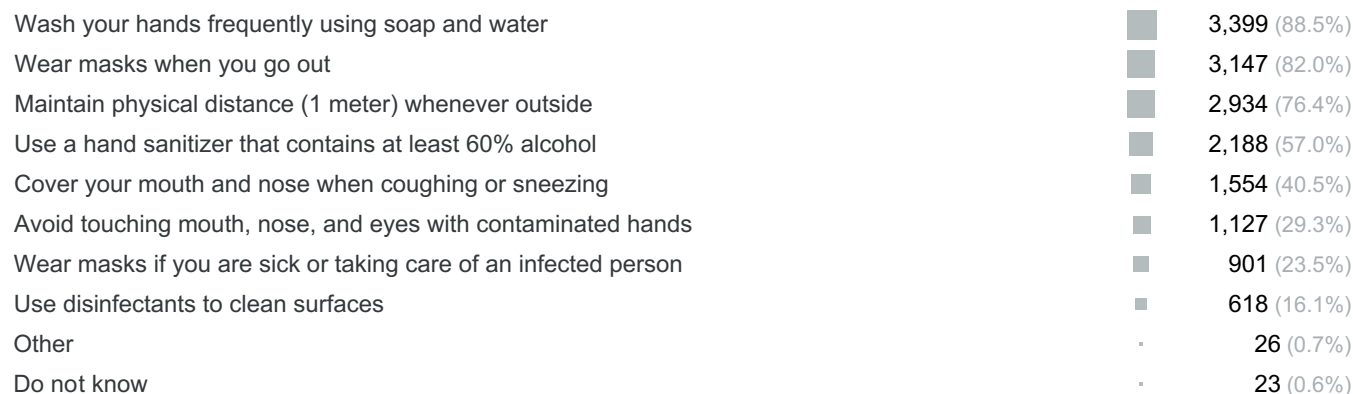 Wash your hands frequently using soap and water 3,399 (88.5%)
Wear masks when you go out 3,147 (82.0%)
Maintain physical distance (1 meter) whenever outside 2,934 (76.4%)
Use a hand sanitizer that contains at least 60% alcohol 2,188 (57.0%)
Cover your mouth and nose when coughing or sneezing 1,554 (40.5%)
Avoid touching mouth, nose, and eyes with contaminated hands 1,127 (29.3%)
Wear masks if you are sick or taking care of an infected person 901 (23.5%)
Use disinfectants to clean surfaces 618 (16.1%)
Other 26 (0.7%)
Do not know 23 (0.6%)